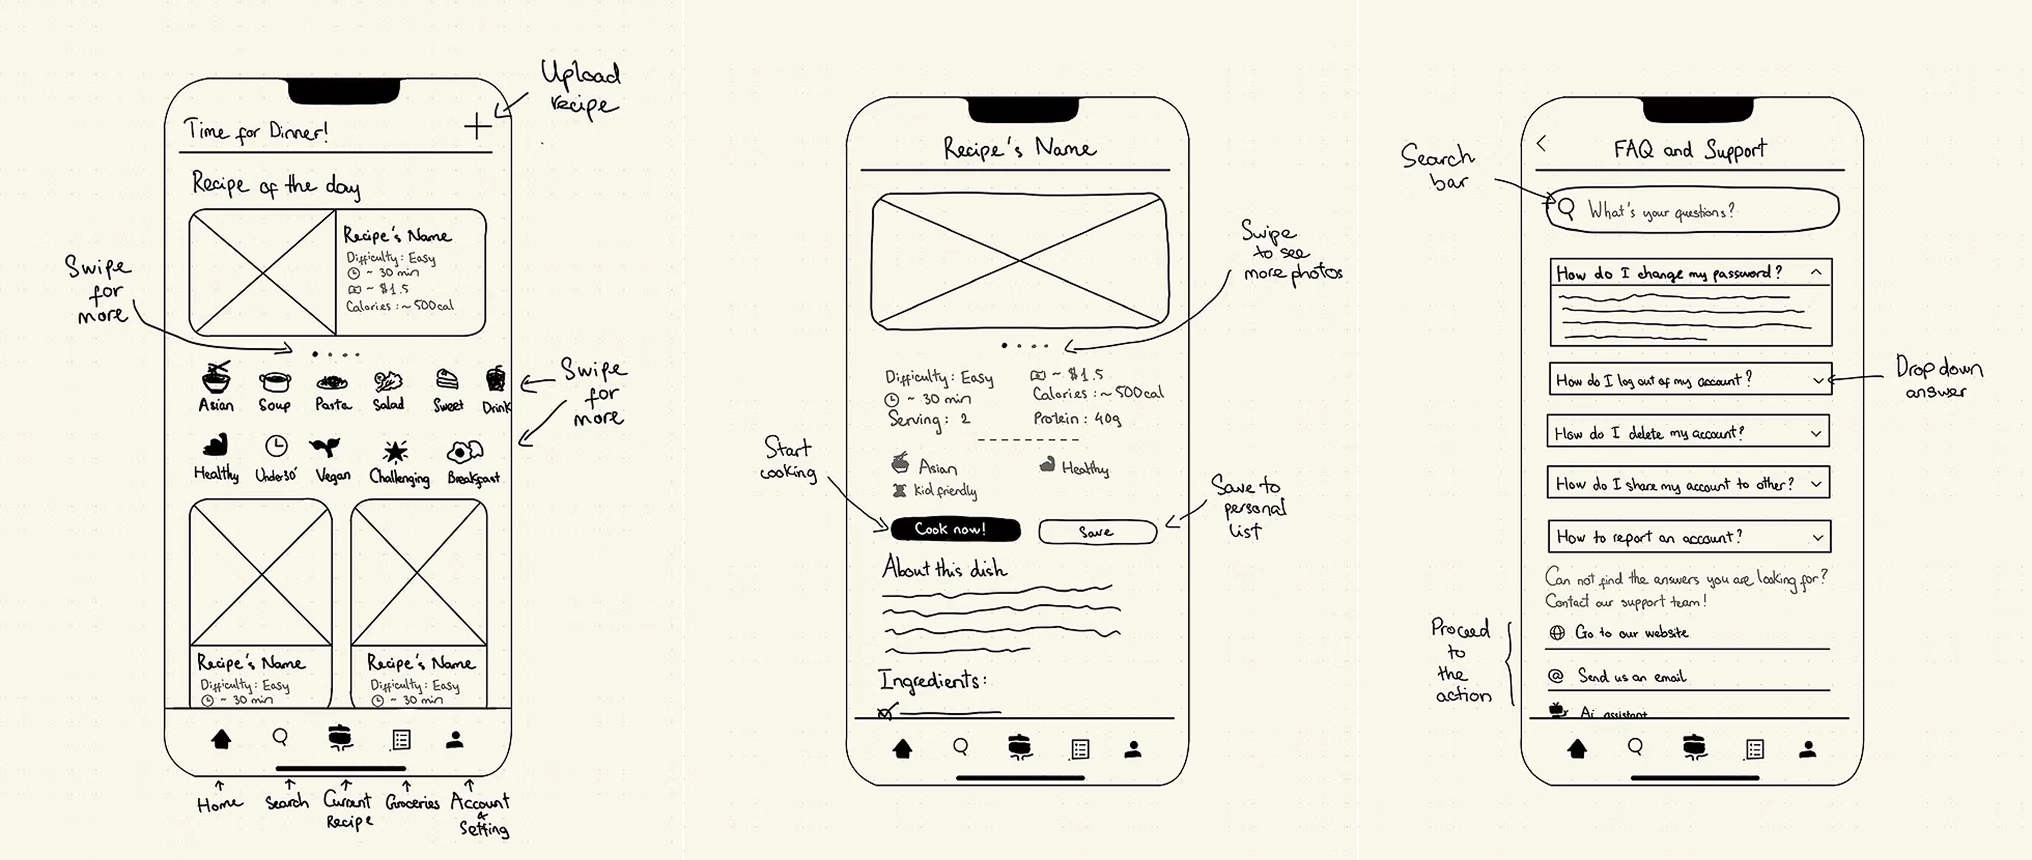 Upload
recipe
Time for Dinner!
Recipe of the day
Recipe's Name
Difficulty: Easy
~ 30 min
~ $1.5
Calories: ~500cal
Swipe
for
more
Asian
Soup
Pasta
Salad
Sweet
Drink
Swipe
for
more
Healthy
Under30'
Vegan
Challenging
Breakfast
Recipe's Name
Difficulty: Easy
~ 30 min
Recipe's Name
Difficulty: Easy
~ 30 min
Home
Search
Current
Recipe
Groceries
Account
&
Setting
Recipe's Name
Swipe
to see
more photos
Difficulty: Easy
~ 30 min
Serving: 2
~ $1.5
Calories: ~500cal
Protein: 40g
Asian
Healthy
kid friendly
Start
cooking
Cook now!
Save
Save to
personal
list
About this dish
Ingredients:
FAQ and Support
Search
bar
What's your questions?
How do I change my password?
How do I log out of my account?
Drop down
answer
How do I delete my account?
How do I share my account to other?
How to report an account?
Can not find the answers you are looking for?
Contact our support team!
Proceed
to
the
action
Go to our website
@ Send us an email
Ai assistant